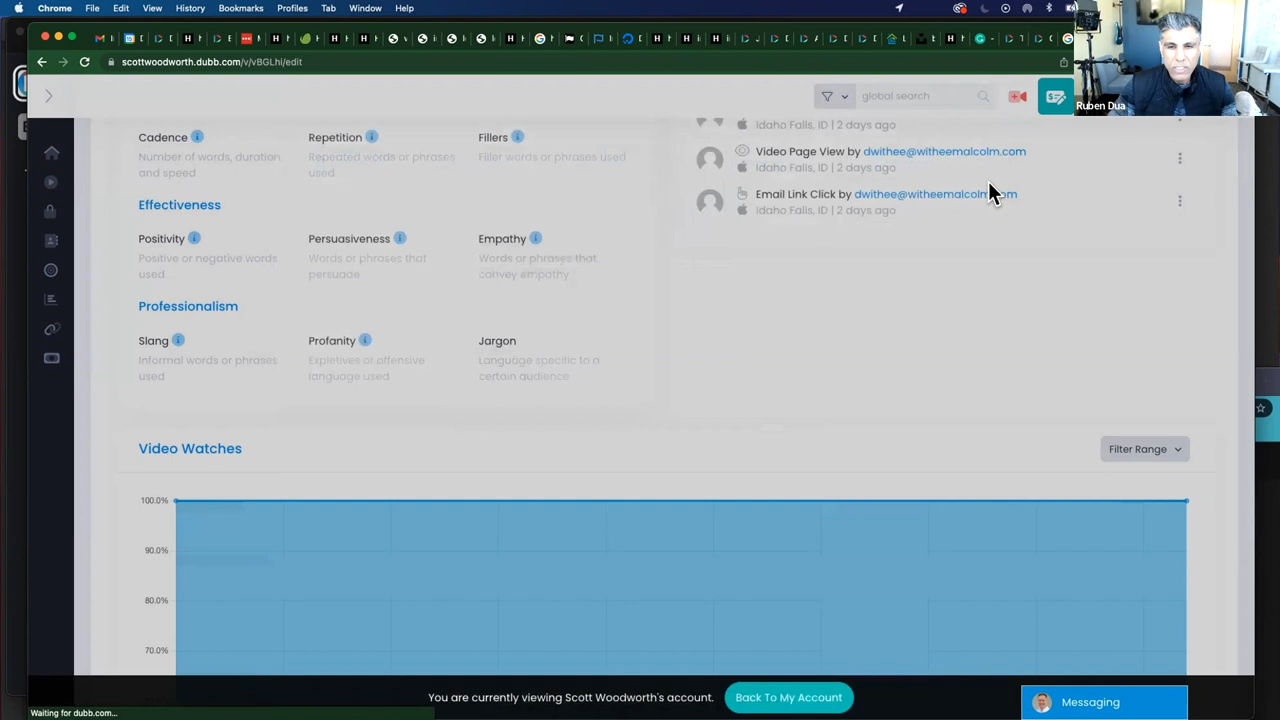 Chrome File Edit View History Bookmarks Profiles Tab Window Help
scottwoodworth.dubb.com/v/vBGLhi/edit
global search
Ruben Dua
Cadence
Number of words, duration and speed
Repetition
Repeated words or phrases used
Fillers
Filler words or phrases used
Effectiveness
Positivity
Positive or negative words used
Persuasiveness
Words or phrases that persuade
Empathy
Words or phrases that convey empathy
Professionalism
Slang
Informal words or phrases used
Profanity
Expletives or offensive language used
Jargon
Language specific to a certain audience
Idaho Falls, ID | 2 days ago
Video Page View by dwithee@witheemalcolm.com
Idaho Falls, ID | 2 days ago
Email Link Click by
Idaho Falls, ID | 2 days ago
Video Watches
Filter Range
100.0%
90.0%
80.0%
70.0%
You are currently viewing Scott Woodworth's account.
Back To My Account
Messaging
Waiting for dubb.com...